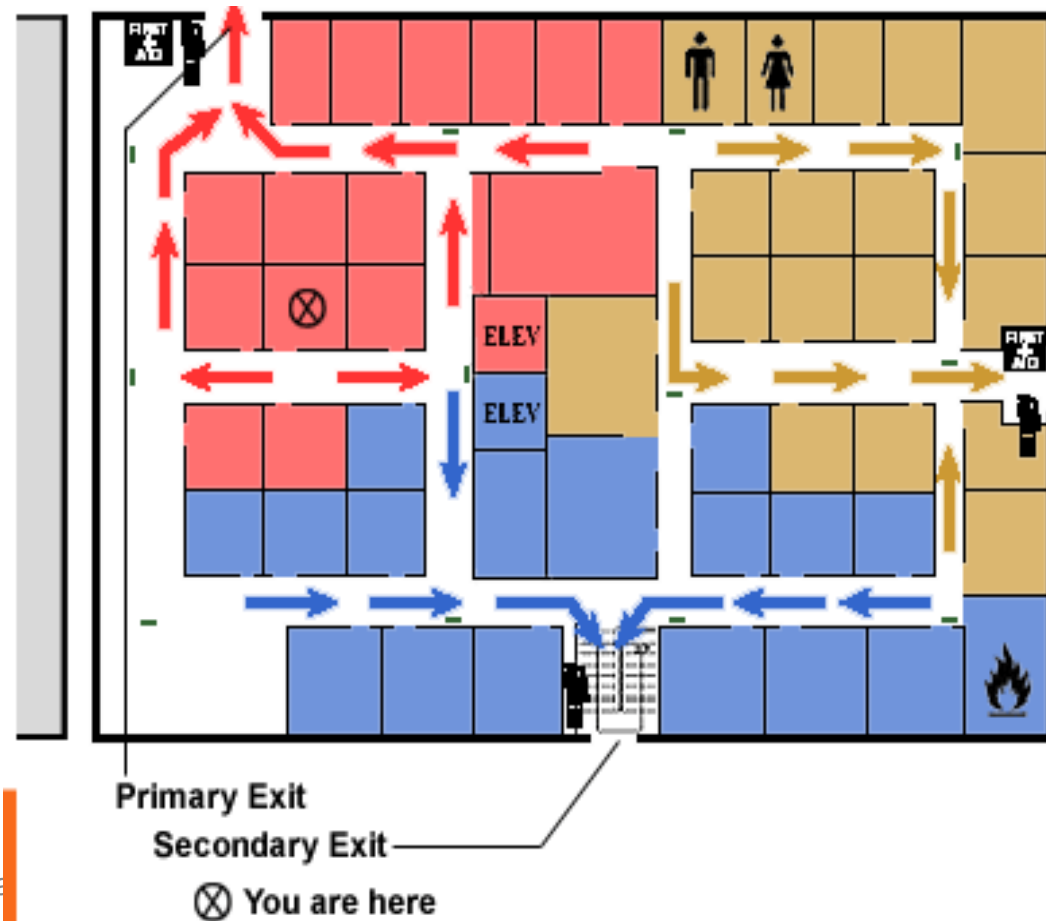 FIRST
AID
ELEV
ELEV
FIRST
AID
Primary Exit
Secondary Exit
You are here